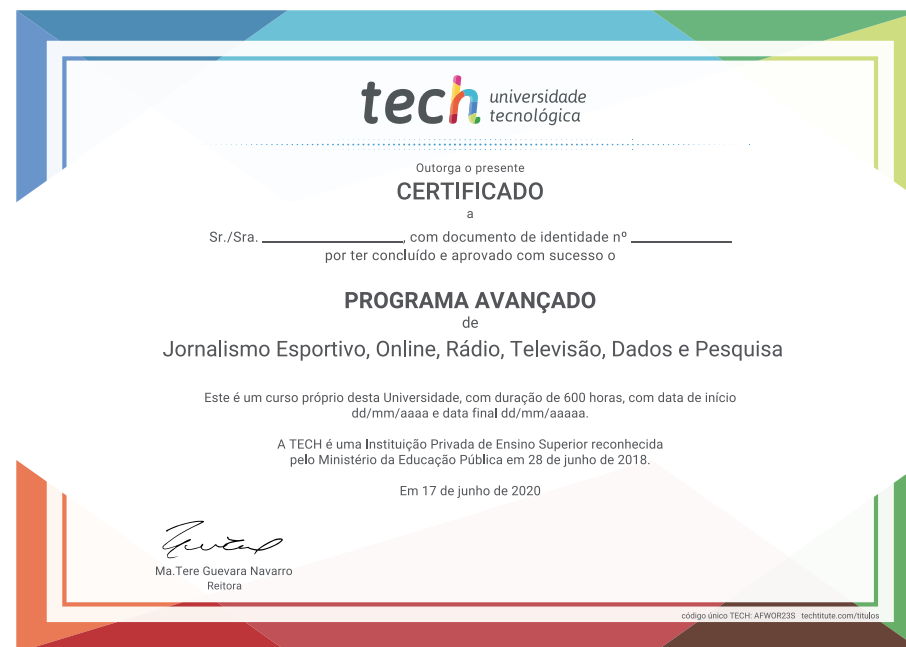 tech universidade
tecnológica
Outorga o presente
CERTIFICADO
a
Sr./Sra. ____________, com documento de identidade nº ____________
por ter concluído e aprovado com sucesso o
PROGRAMA AVANÇADO
de
Jornalismo Esportivo, Online, Rádio, Televisão, Dados e Pesquisa
Este é um curso próprio desta Universidade, com duração de 600 horas, com data de início
dd/mm/aaaa e data final dd/mm/aaaaa.
A TECH é uma Instituição Privada de Ensino Superior reconhecida
pelo Ministério da Educação Pública em 28 de junho de 2018.
Em 17 de junho de 2020
Ma.Tere Guevara Navarro
Reitora
código único TECH: AFWOR23S techtitute.com/titulos